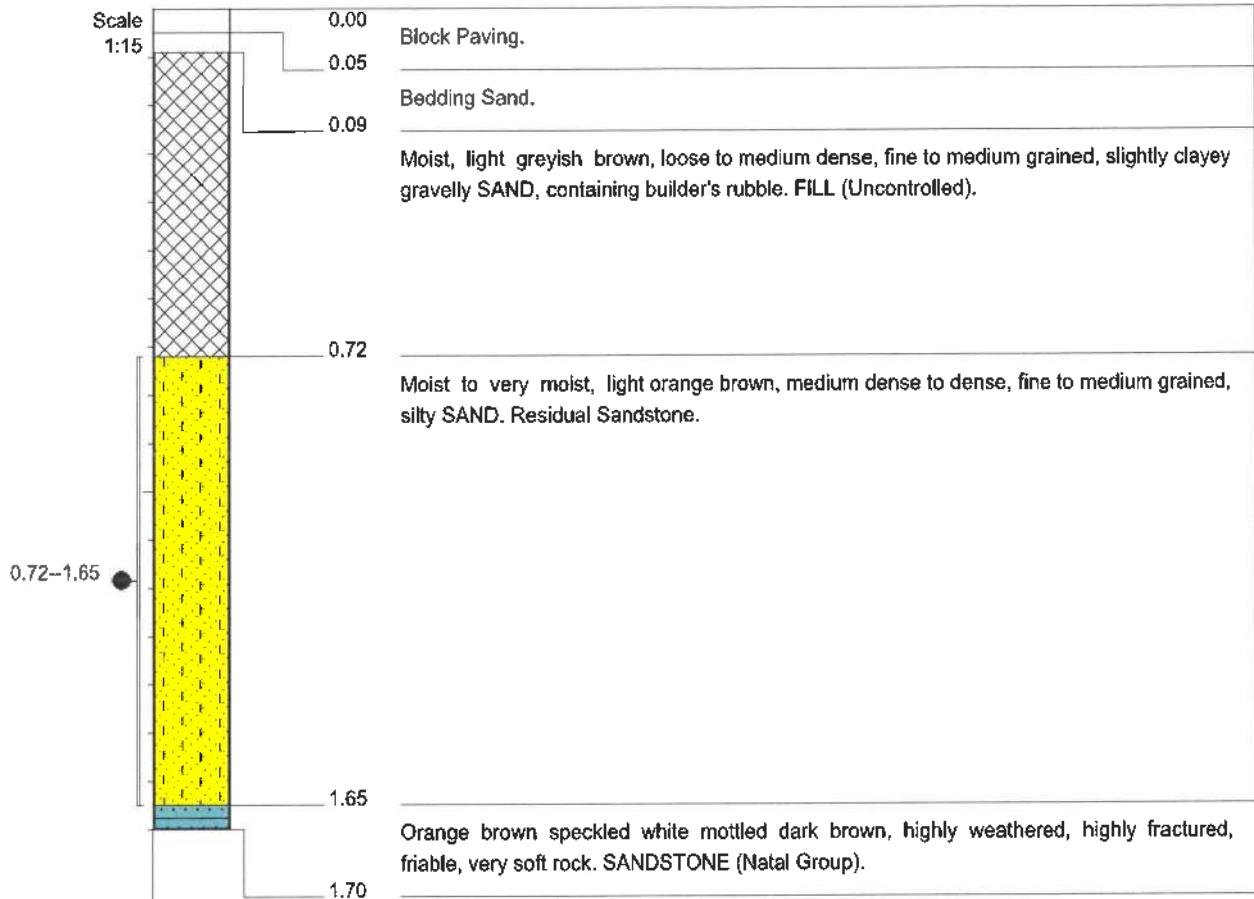 Scale
1:15
0.00
Block Paving.
0.05
Bedding Sand.
0.09
Moist, light greyish brown, loose to medium dense, fine to medium grained, slightly clayey
gravelly SAND, containing builder's rubble. FILL (Uncontrolled).
0.72
Moist to very moist, light orange brown, medium dense to dense, fine to medium grained,
silty SAND. Residual Sandstone.
0.72--1.65
1.65
Orange brown speckled white mottled dark brown, highly weathered, highly fractured,
friable, very soft rock. SANDSTONE (Natal Group).
1.70